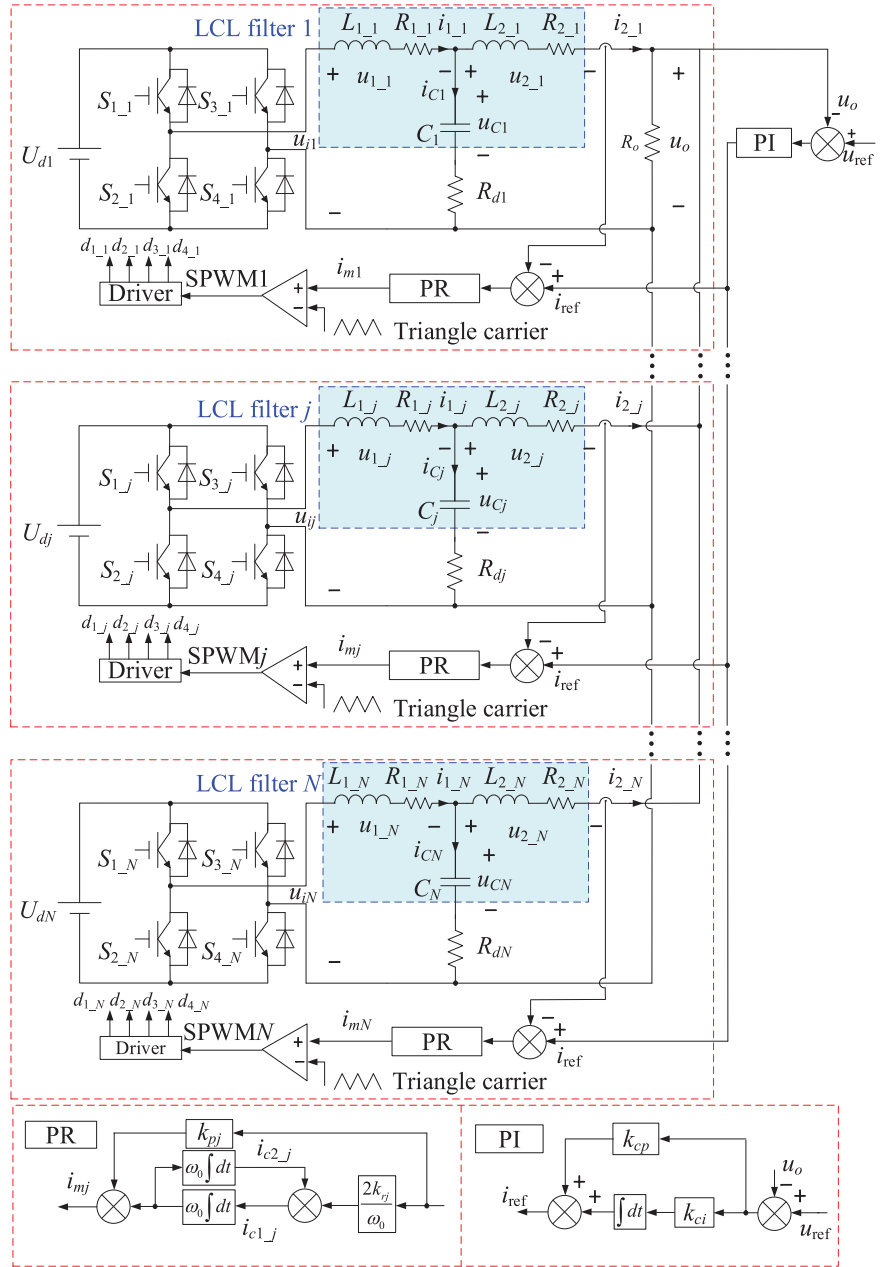 LCL filter 1
L1_1 R1_1 i1_1 L2_1 R2_1 i2_1
+ u1_1 − + u2_1 −
iC1
+
C1 uC1
−
Rd1
S1_1 S3_1
Ud1
ui1
S2_1 S4_1
−
Ro
+
uo
−
uo
−
+
uref
PI
d1_1 d2_1 d3_1 d4_1
Driver
SPWM1
+
−
im1
PR
−
+
iref
Triangle carrier
LCL filter j
L1_j R1_j i1_j L2_j R2_j i2_j
+ u1_j − + u2_j −
iCj
+
Cj uCj
−
Rdj
S1_j S3_j
Udj
uij
S2_j S4_j
−
d1_j d2_j d3_j d4_j
Driver
SPWMj
+
−
imj
PR
−
+
iref
Triangle carrier
LCL filter N
L1_N R1_N i1_N L2_N R2_N i2_N
+ u1_N − + u2_N −
iCN
+
CN uCN
−
RdN
S1_N S3_N
UdN
uiN
S2_N S4_N
−
d1_N d2_N d3_N d4_N
Driver
SPWMN
+
−
imN
PR
−
+
iref
Triangle carrier
PR
kpj
ic2_j
ω0∫dt
imj
ω0∫dt
ic1_j
2krj
ω0
PI
kcp
uo
−
+
uref
iref
+
+
∫dt
kci